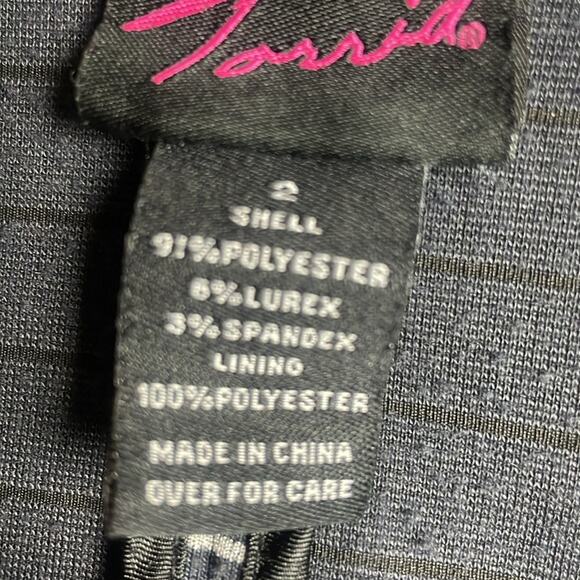 Torrid®
2
SHELL
91%POLYESTER
6%LUREX
3%SPANDEX
LINING
100%POLYESTER
MADE IN CHINA
OVER FOR CARE